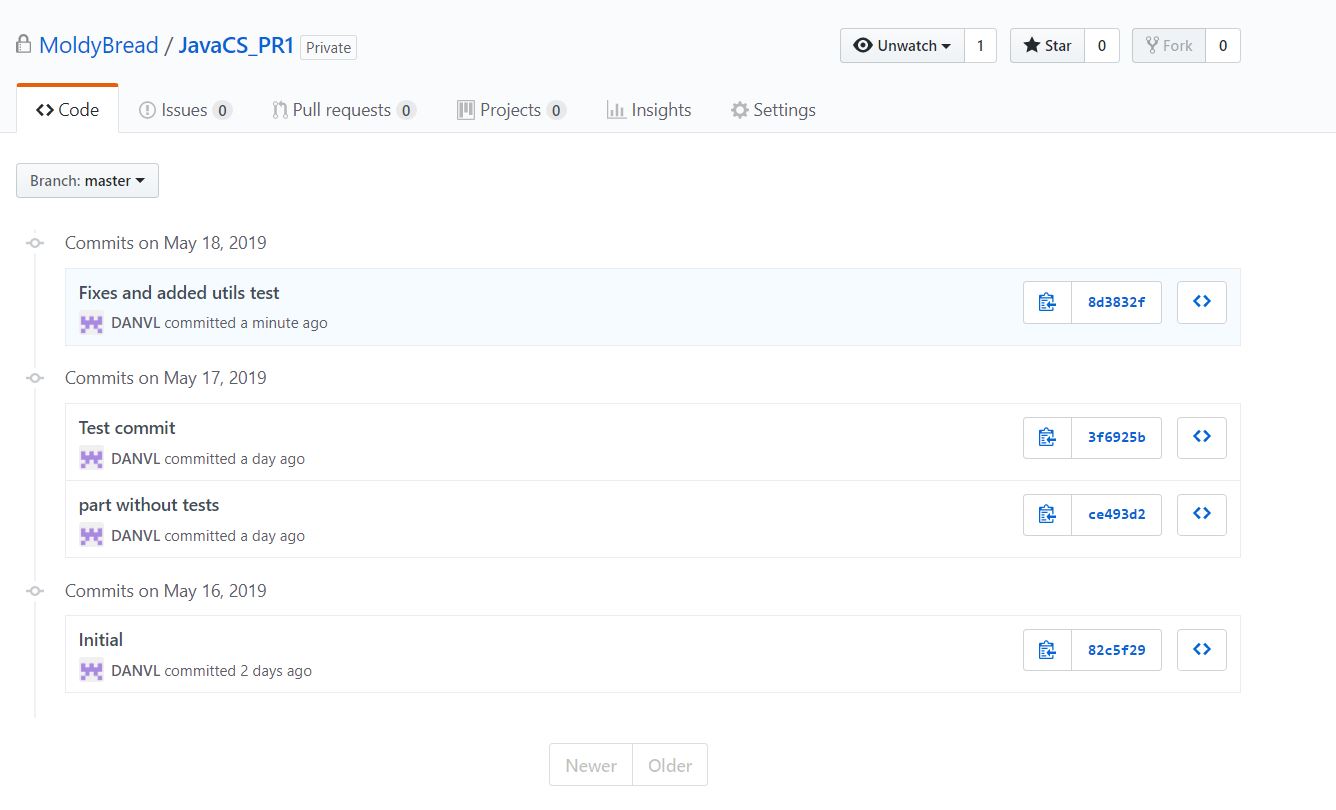 MoldyBread / JavaCS_PR1 Private
Unwatch 1 Star 0 Fork 0
Code Issues 0 Pull requests 0 Projects 0 Insights Settings
Branch: master
Commits on May 18, 2019
Fixes and added utils test
DANVL committed a minute ago
8d3832f
Commits on May 17, 2019
Test commit
DANVL committed a day ago
3f6925b
part without tests
DANVL committed a day ago
ce493d2
Commits on May 16, 2019
Initial
DANVL committed 2 days ago
82c5f29
Newer Older